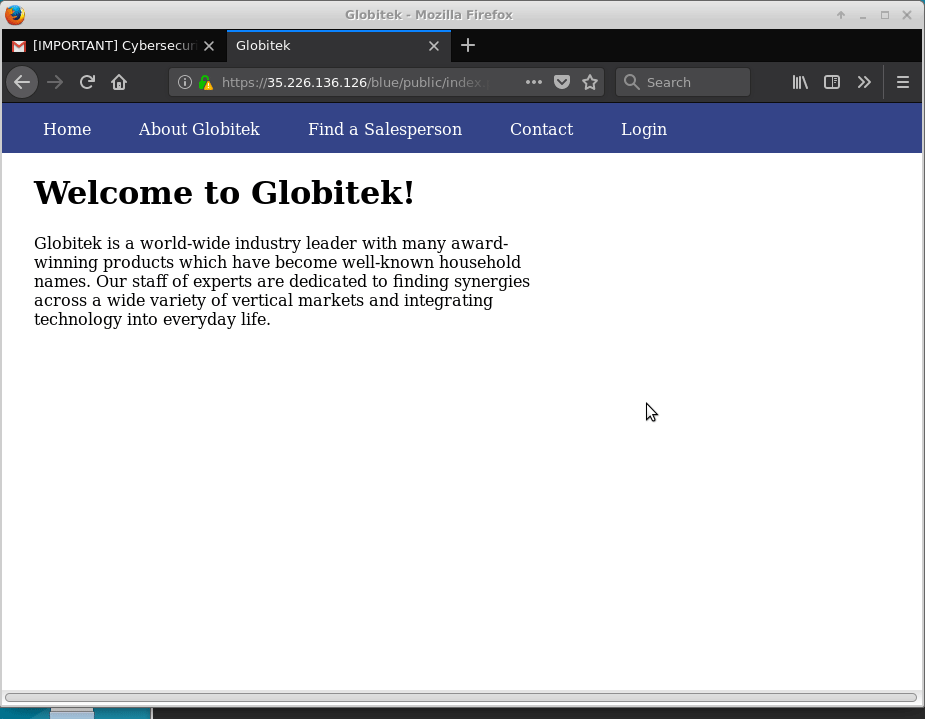 Globitek - Mozilla Firefox
[IMPORTANT] Cybersecuri
Globitek
https://35.226.136.126/blue/public/index.
Search
Home About Globitek Find a Salesperson Contact Login
Welcome to Globitek!
Globitek is a world-wide industry leader with many award-
winning products which have become well-known household
names. Our staff of experts are dedicated to finding synergies
across a wide variety of vertical markets and integrating
technology into everyday life.